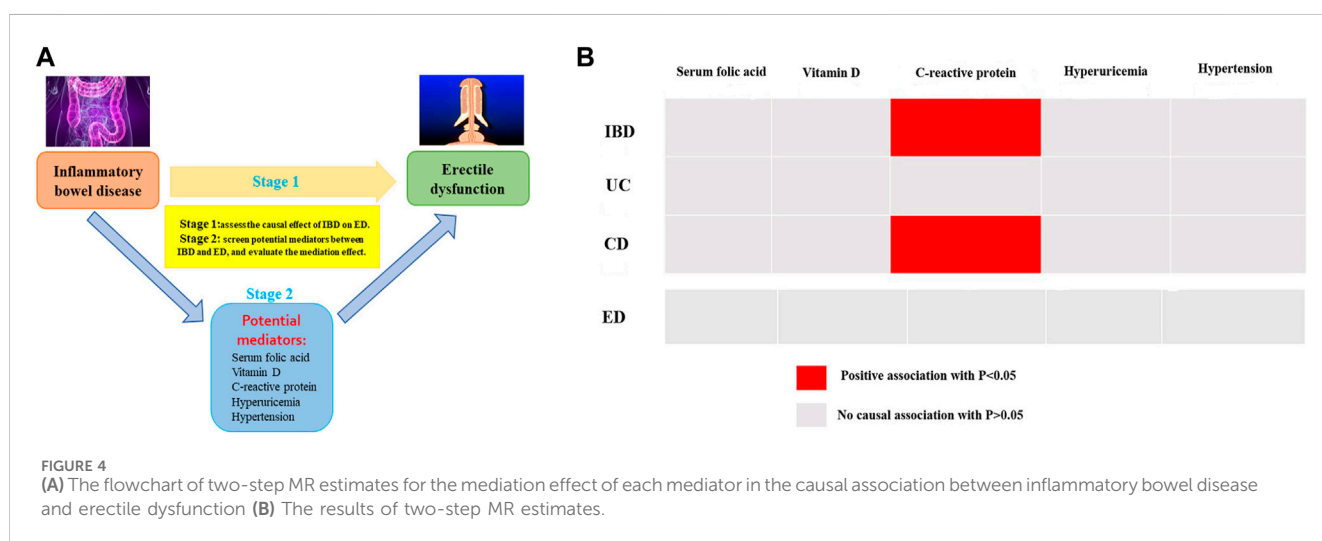 A
Inflammatory
bowel disease
Stage 1
Erectile
dysfunction
Stage 1:assess the causal effect of IBD on ED.
Stage 2: screen potential mediators between
IBD and ED, and evaluate the mediation effect.
Stage 2
Potential
mediators:
Serum folic acid
Vitamin D
C-reactive protein
Hyperuricemia
Hypertension
B
Serum folic acid Vitamin D C-reactive protein Hyperuricemia Hypertension
IBD
UC
CD
ED
Positive association with P<0.05
No causal association with P>0.05
FIGURE 4
(A) The flowchart of two-step MR estimates for the mediation effect of each mediator in the causal association between inflammatory bowel disease
and erectile dysfunction (B) The results of two-step MR estimates.